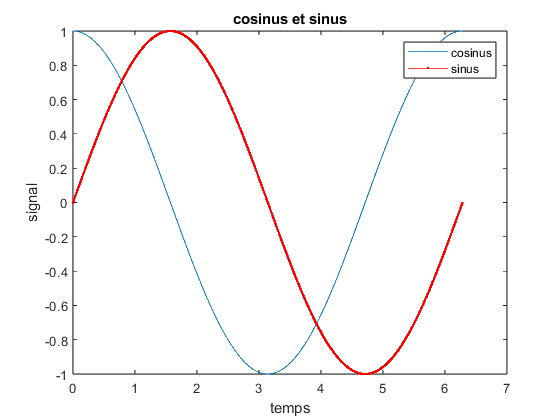 cosinus et sinus
cosinus
sinus
signal
1
0.8
0.6
0.4
0.2
0
-0.2
-0.4
-0.6
-0.8
-1
0 1 2 3 4 5 6 7
temps